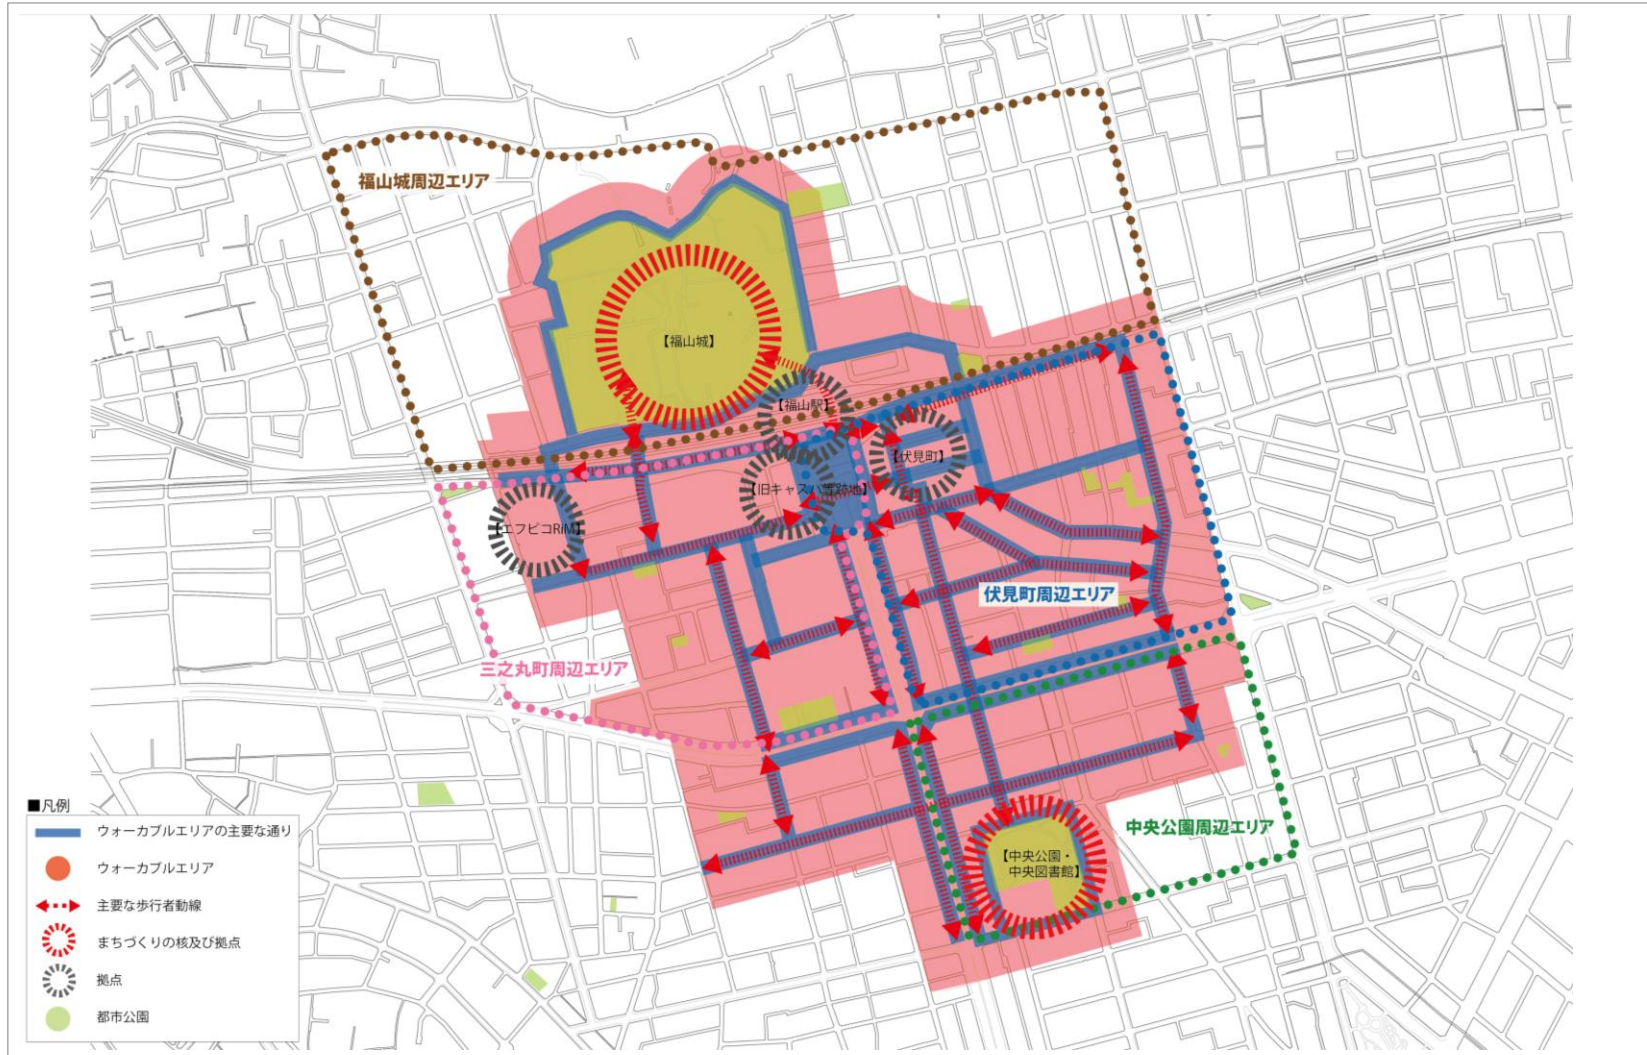 福山城周辺エリア
【福山城】
【福山駅】
【伏見町】
【旧キャスパ等跡地】
【エフピコRiM】
伏見町周辺エリア
三之丸町周辺エリア
中央公園周辺エリア
【中央公園・
中央図書館】
■凡例
ウォーカブルエリアの主要な通り
ウォーカブルエリア
主要な歩行者動線
まちづくりの核及び拠点
拠点
都市公園